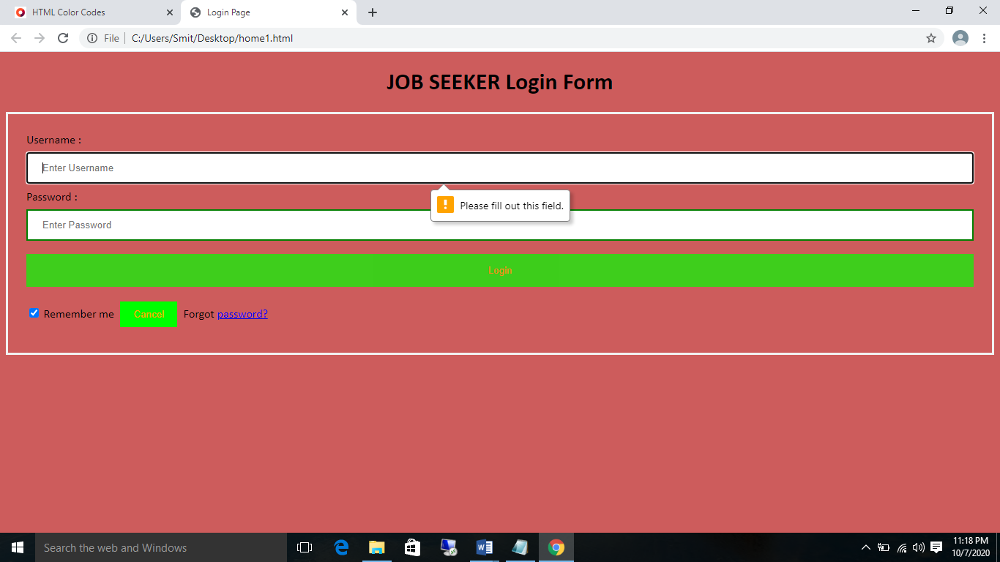 HTML Color Codes
Login Page
File
C:/Users/Smit/Desktop/home1.html
JOB SEEKER Login Form
Username :
Enter Username
Password :
Please fill out this field.
Enter Password
Login
Remember me
Cancel
Forgot password?
Search the web and Windows
11:18 PM
10/7/2020